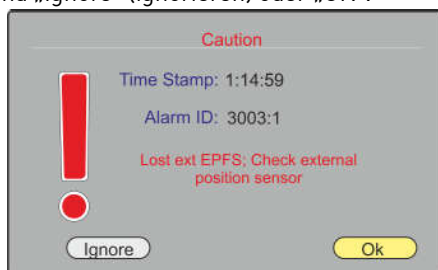 „Ignore" (Ignorieren) oder „OK".
Caution
Time Stamp: 1:14:59
Alarm ID: 3003:1
Lost ext EPFS; Check external
position sensor
Ignore
Ok